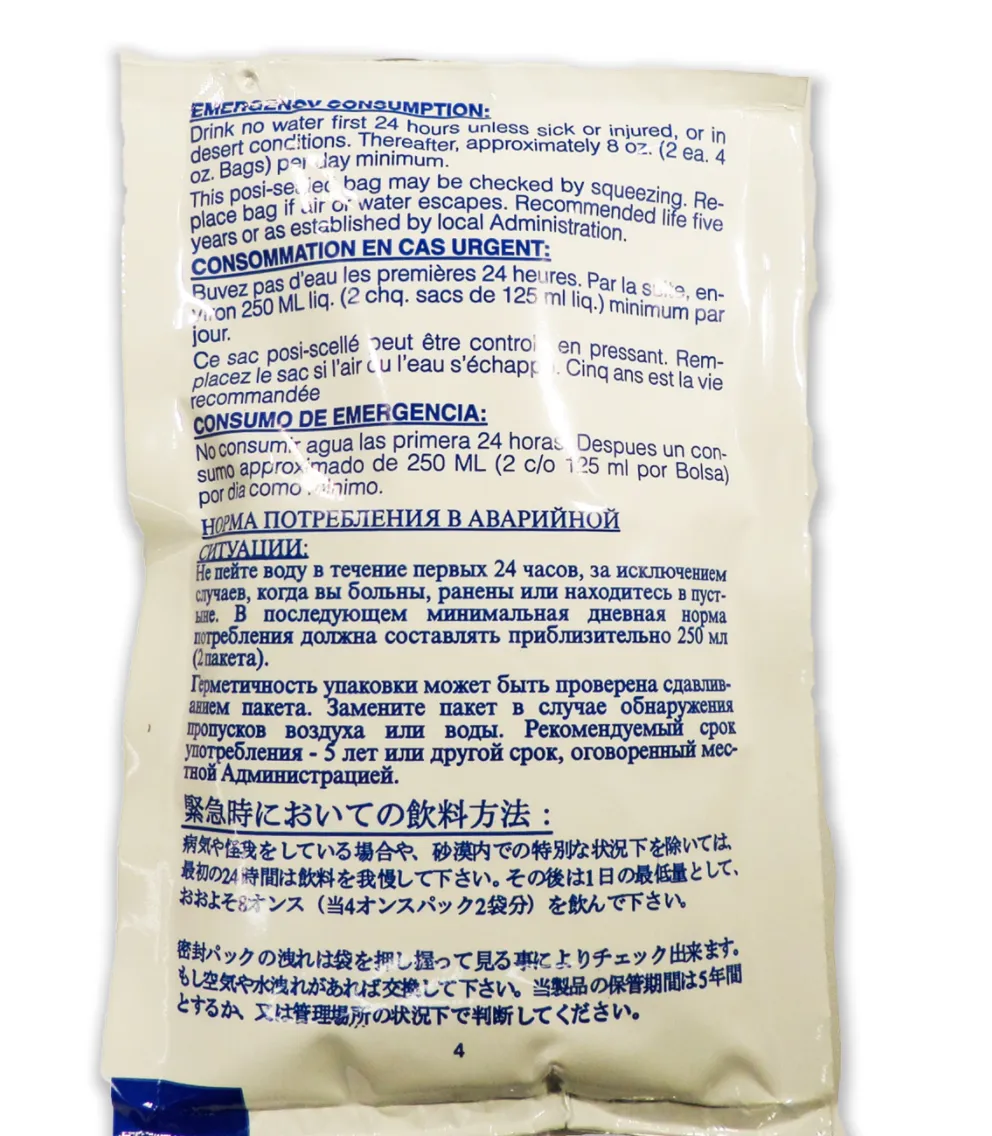 EMERGENCY CONSUMPTION:
Drink no water first 24 hours unless sick or injured, or in
desert conditions. Thereafter, approximately 8 oz. (2 ea. 4
oz. Bags) per day minimum.
This posi-sealed bag may be checked by squeezing. Re-
place bag if air or water escapes. Recommended life five
years or as established by local Administration.
CONSOMMATION EN CAS URGENT:
Buvez pas d'eau les premières 24 heures. Par la suite, en-
viron 250 ML liq. (2 chq. sacs de 125 ml liq.) minimum par
jour.
Ce sac posi-scellé peut être control en pressant. Rem-
placez le sac si l'air ou l'eau s'échapp . Cinq ans est la vie
recommandée
CONSUMO DE EMERGENCIA:
No consumir agua las primera 24 horas. Despues un con-
sumo approximado de 250 ML (2 c/o 125 ml por Bolsa)
por dia como minimo.
НОРМА ПОТРЕБЛЕНИЯ В АВАРИЙНОЙ
СИТУАЦИИ:
Не пейте воду в течение первых 24 часов, за исключением
случаев, когда вы больны, ранены или находитесь в пуст-
ыне. В последующем минимальная дневная норма
потребления должна составлять приблизительно 250 мл
(2 пакета).
Герметичность упаковки может быть проверена сдавлив-
анием пакета. Замените пакет в случае обнаружения
пропусков воздуха или воды. Рекомендуемый срок
употребления - 5 лет или другой срок, оговоренный мес-
тной Администрацией.
緊急時においての飲料方法：
病気や怪我をしている場合や、砂漠内での特別な状況下を除いては、
最初の24時間は飲料を我慢して下さい。その後は1日の最低量として、
おおよそ8オンス（当4オンスパック2袋分）を飲んで下さい。
密封パックの洩れは袋を押し握って見る事によりチェック出来ます。
もし空気や水洩れがあれば交換して下さい。当製品の保管期間は5年間
とするか、又は管理場所の状況下で判断してください。
4